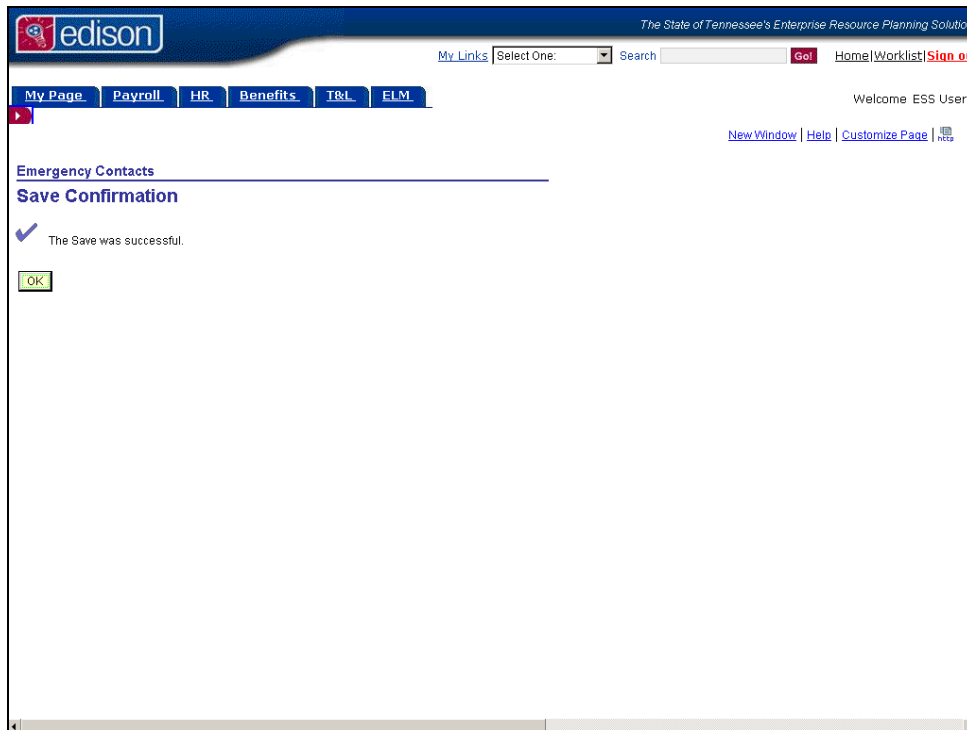 edison
The State of Tennessee's Enterprise Resource Planning Solutio
My Links Select One: Search Go! Home|Worklist|Sign o
My Page Payroll HR Benefits T&L ELM
Welcome ESS User
New Window | Help | Customize Page | http
Emergency Contacts
Save Confirmation
The Save was successful.
OK